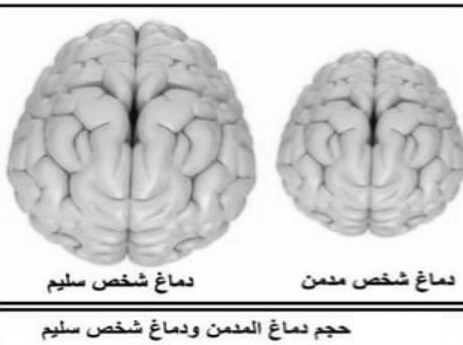 دماغ شخص مدمن
دماغ شخص سليم
حجم دماغ المدمن ودماغ شخص سليم